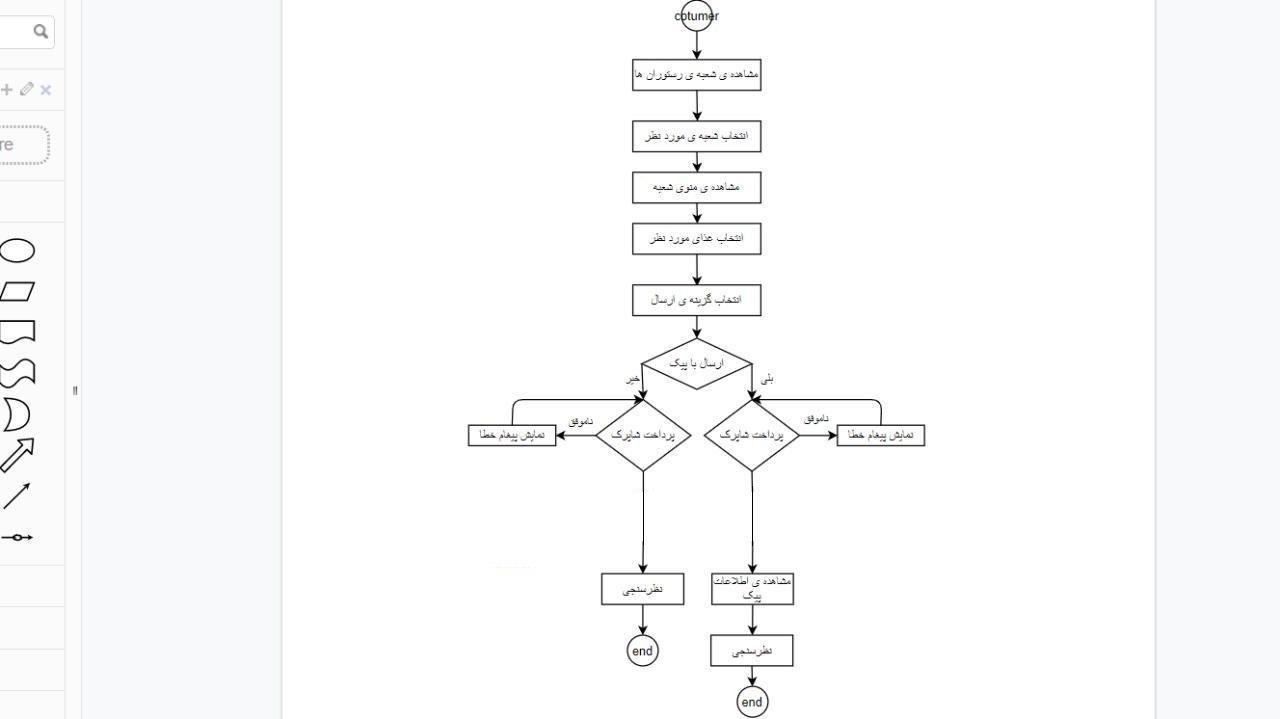 cotumer
مشاهده ی شعبه ی رستوران ها
انتخاب شعبه ی مورد نظر
مشاهده ی منوی شعبه
انتخاب غذای مورد نظر
انتخاب گزینه ی ارسال
ارسال با پیک
خیر
بلی
ناموفق
ناموفق
نمایش پیغام خطا
پرداخت شاپرک
پرداخت شاپرک
نمایش پیغام خطا
نظرسنجی
مشاهده ی اطلاعات
پیک
end
نظرسنجی
end
re